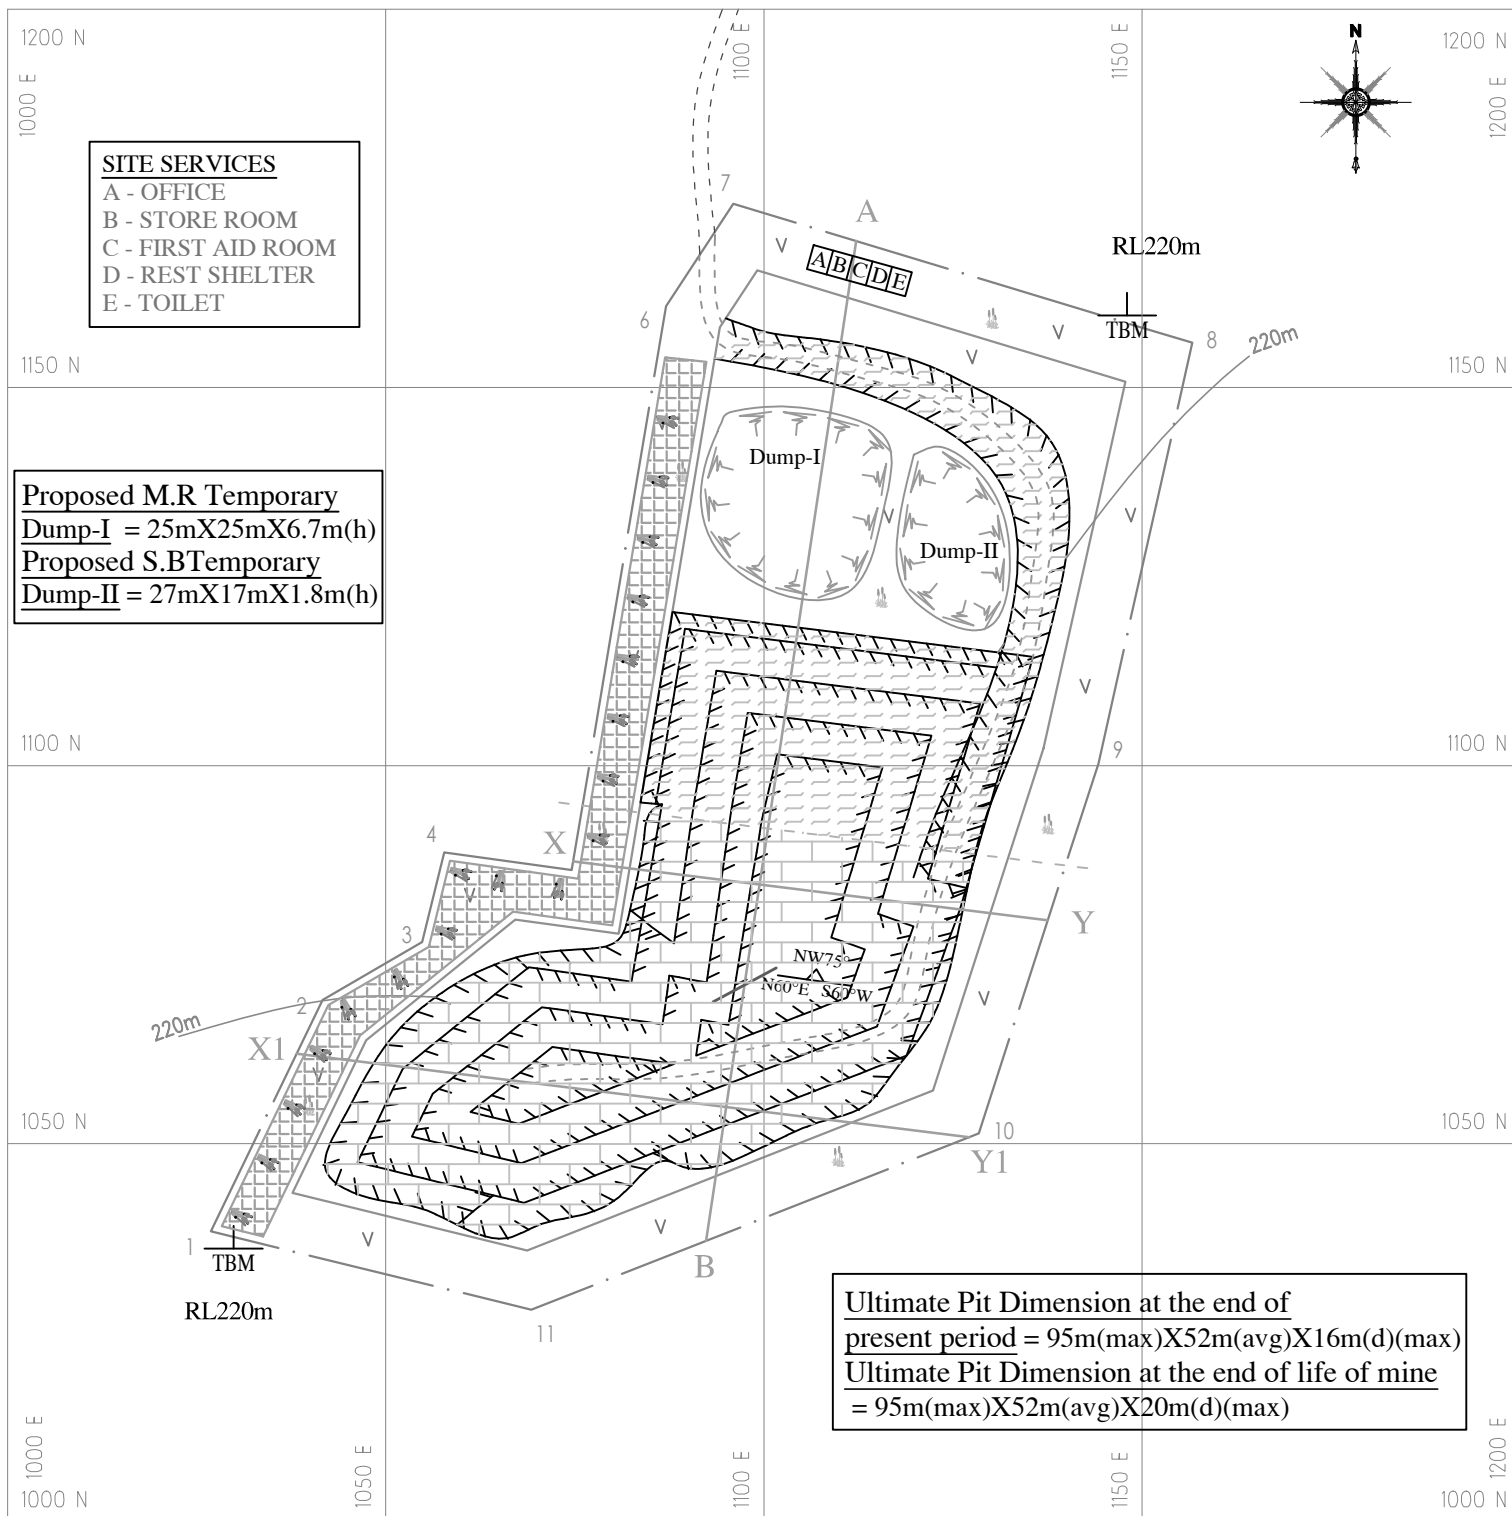 1200 N
1000 E
1100 E
1150 E
1200 N
1200 E
N
SITE SERVICES
A - OFFICE
B - STORE ROOM
C - FIRST AID ROOM
D - REST SHELTER
E - TOILET
7
A
RL220m
A B C D E
6
TBM
8
220m
1150 N
1150 N
Dump-I
Proposed M.R Temporary
Dump-I = 25mX25mX6.7m(h)
Proposed S.BTemporary
Dump-II = 27mX17mX1.8m(h)
Dump-II
1100 N
1100 N
9
4
X
Y
3
NW75°
N60°E S60°W
2
220m
X1
1050 N
1050 N
10
Y1
1
TBM
B
RL220m
11
Ultimate Pit Dimension at the end of
present period = 95m(max)X52m(avg)X16m(d)(max)
Ultimate Pit Dimension at the end of life of mine
= 95m(max)X52m(avg)X20m(d)(max)
1000 E
1050 E
1100 E
1150 E
1200 E
1000 N
1000 N